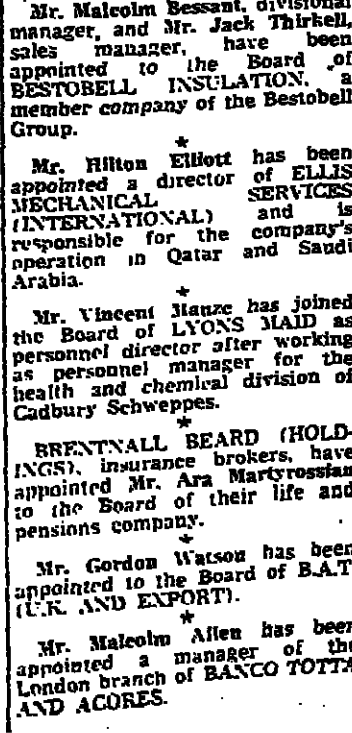 Mr. Malcolm Bessant, divisional
manager, and Mr. Jack Thirkell,
sales manager, have been
appointed to the Board of
BESTOBELL INSULATION, a
member company of the Bestobell
Group.
★
Mr. Hilton Elliott has been
appointed a director of ELLIS
MECHANICAL SERVICES
(INTERNATIONAL) and is
responsible for the company's
operation in Qatar and Saudi
Arabia.
★
Mr. Vincent has joined
the Board of LYONS MAID as
personnel director after working
as personnel manager for the
health and chemical division of
Cadbury Schweppes.
★
BRENTNALL BEARD (HOLD-
INGS), insurance brokers, have
appointed Mr. Ara Martyrossian
to the Board of their life and
pensions company.
★
Mr. Gordon Watson has been
appointed to the Board of B.A.T
(U.K. AND EXPORT).
★
Mr. Malcolm Allen has been
appointed a manager of the
London branch of BANCO TOTTA
AND ACORES.